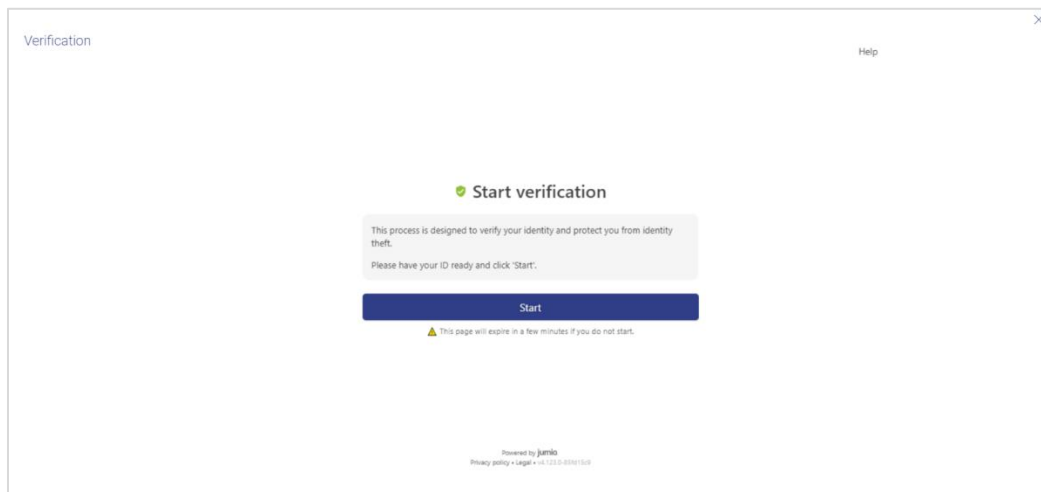 Verification
Help
Start verification
This process is designed to verify your identity and protect you from identity
theft.
Please have your ID ready and click 'Start'.
Start
This page will expire in a few minutes if you do not start.
Powered by jumio
Privacy policy • Legal •